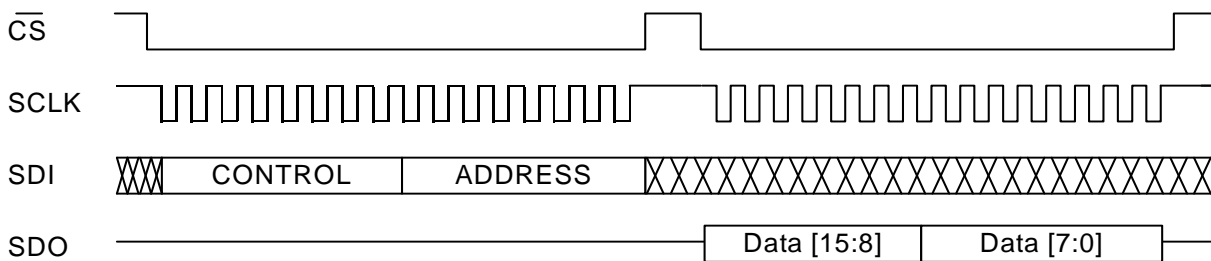 CS
SCLK
SDI CONTROL ADDRESS
SDO Data [15:8] Data [7:0]